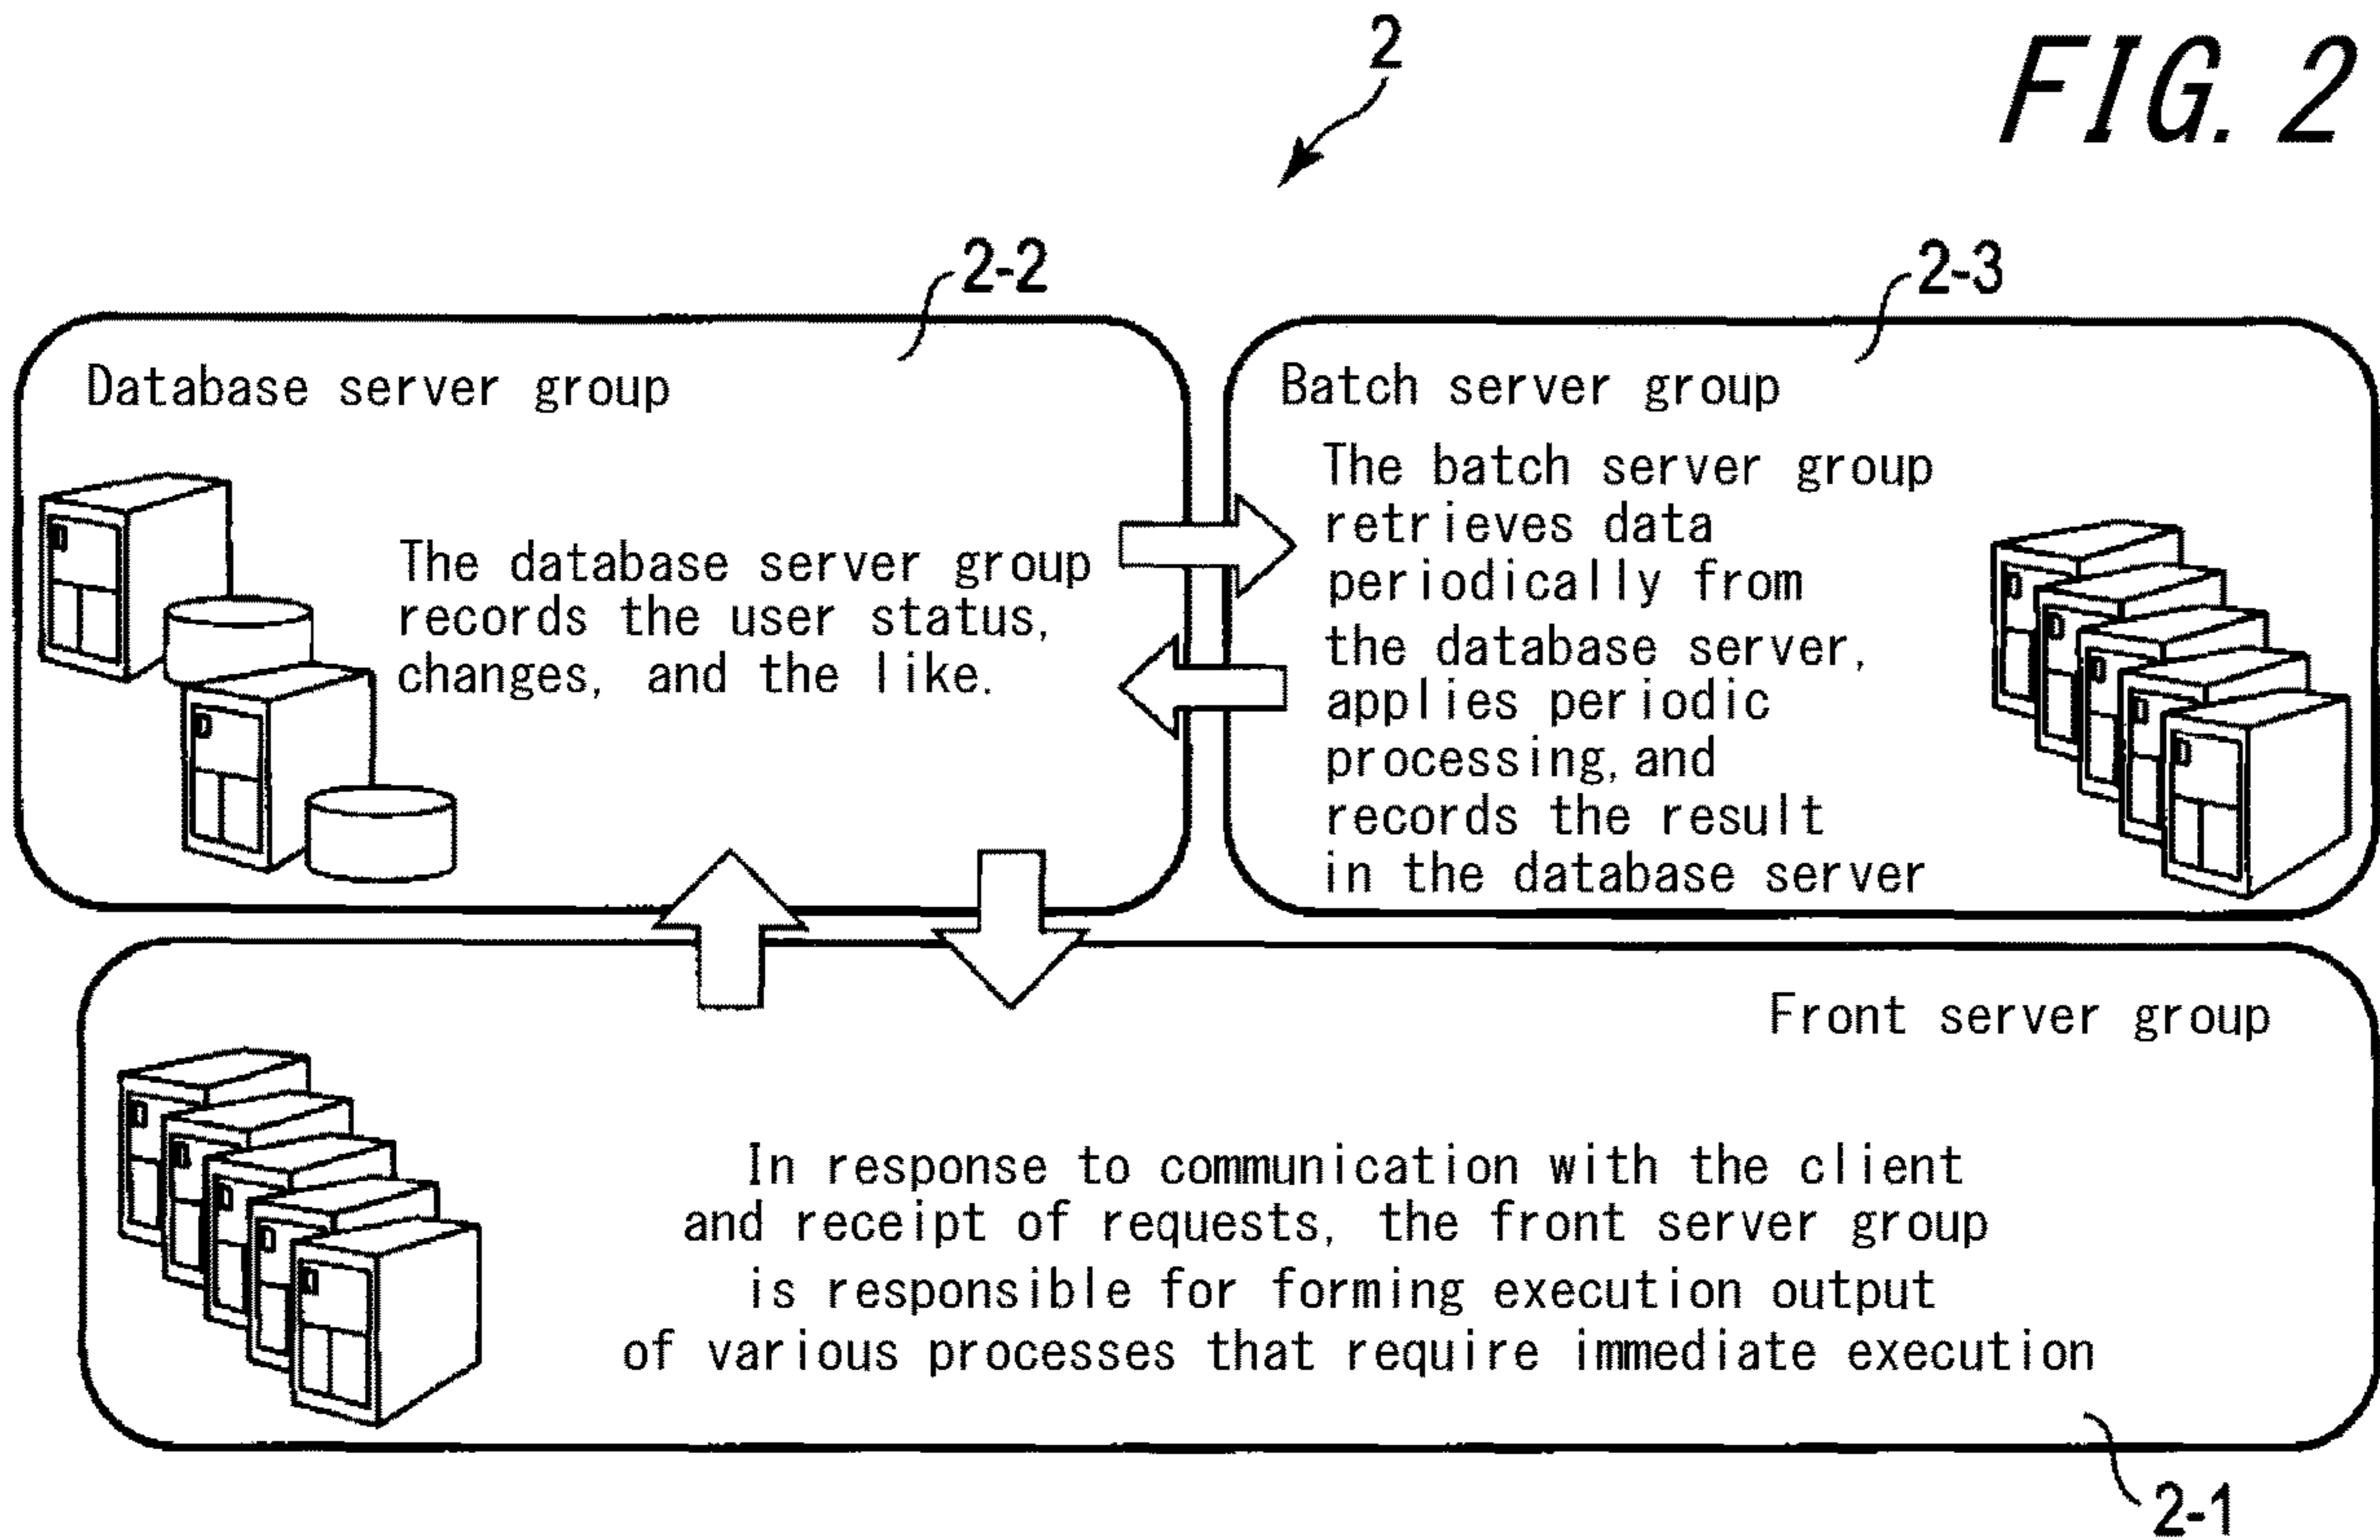 2
FIG. 2
2-2
2-3
Database server group
The database server group
records the user status,
changes, and the like.
Batch server group
The batch server group
retrieves data
periodically from
the database server,
applies periodic
processing, and
records the result
in the database server
Front server group
In response to communication with the client
and receipt of requests, the front server group
is responsible for forming execution output
of various processes that require immediate execution
2-1